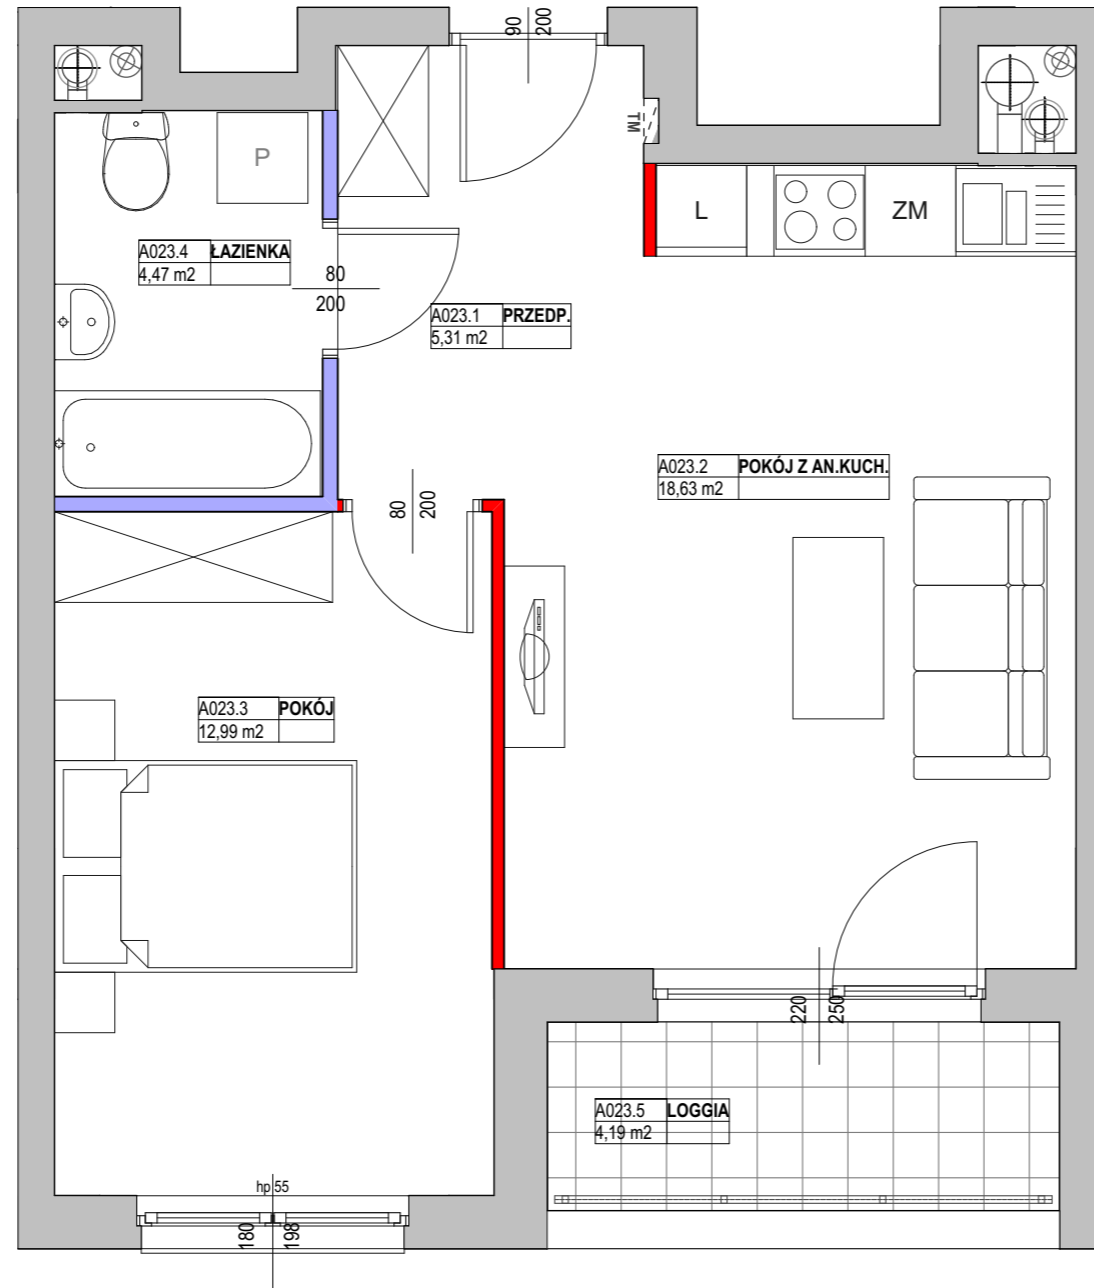 90
200
TM
P
L
ZM
A023.4 ŁAZIENKA
4,47 m2
80
200
A023.1 PRZEDP.
5,31 m2
A023.2 POKÓJ Z AN.KUCH.
18,63 m2
80
200
A023.3 POKÓJ
12,99 m2
220
250
A023.5 LOGGIA
4,19 m2
hp 55
180
198